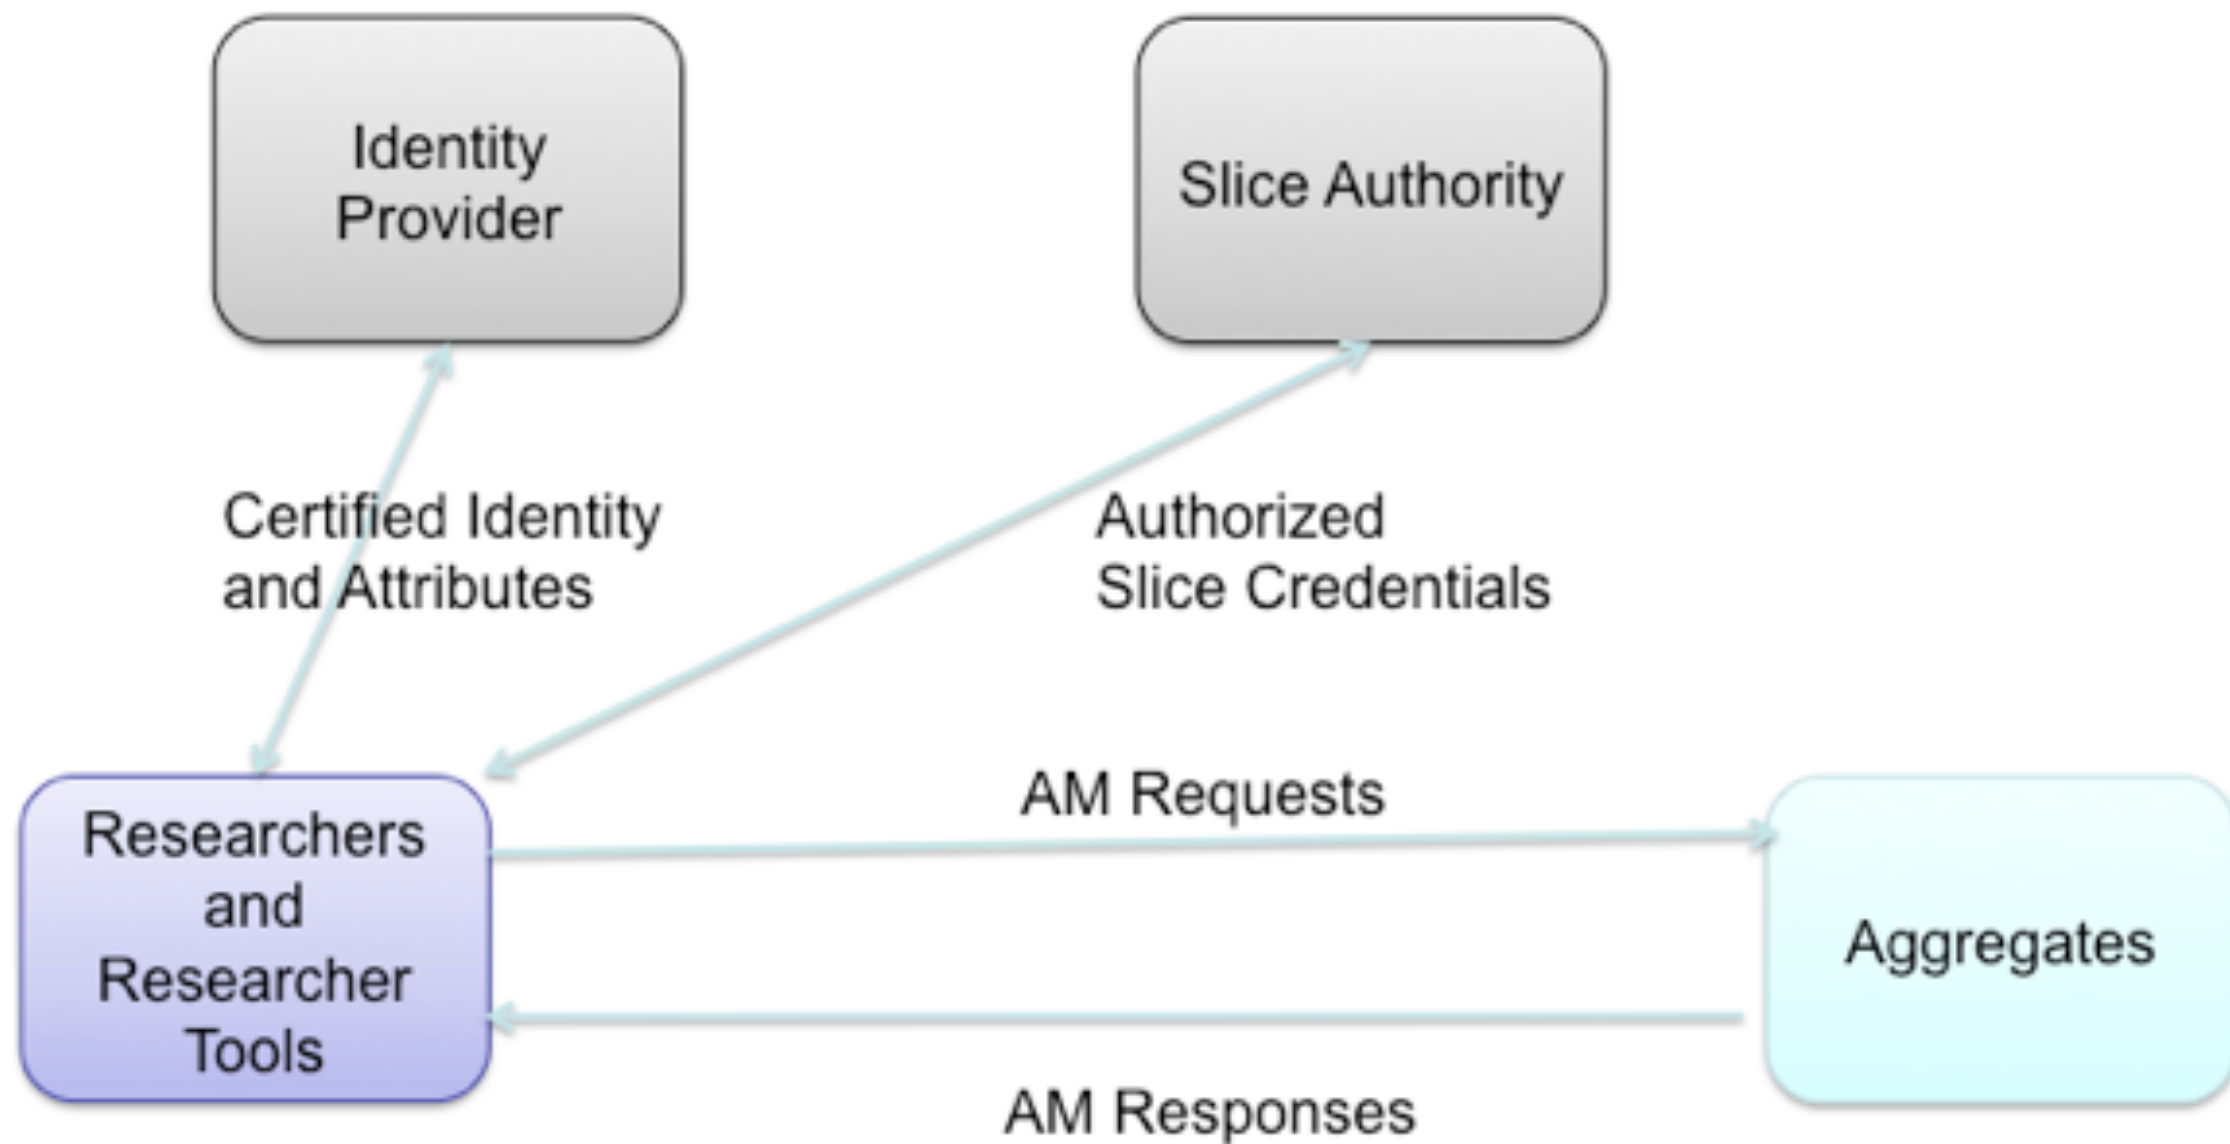 Identity
Provider
Slice Authority
Certified Identity
and Attributes
Authorized
Slice Credentials
Researchers
and
Researcher
Tools
AM Requests
Aggregates
AM Responses